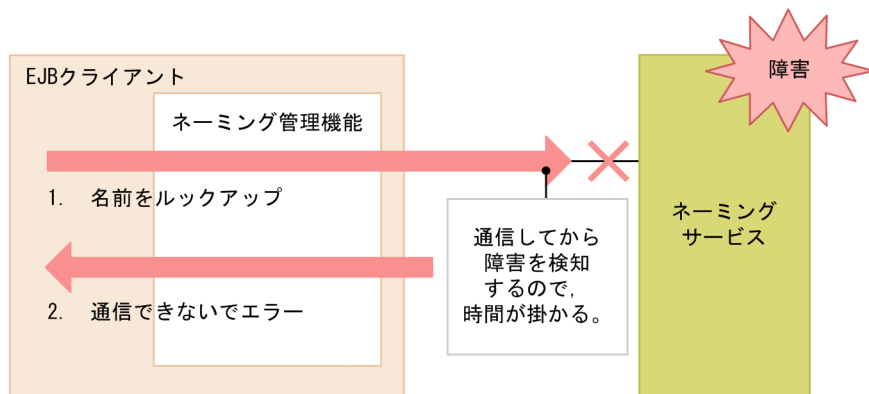 障害
EJBクライアント
ネーミング管理機能
1. 名前をルックアップ
通信してから
障害を検知
するので,
時間が掛かる。
ネーミング
サービス
2. 通信できないでエラー